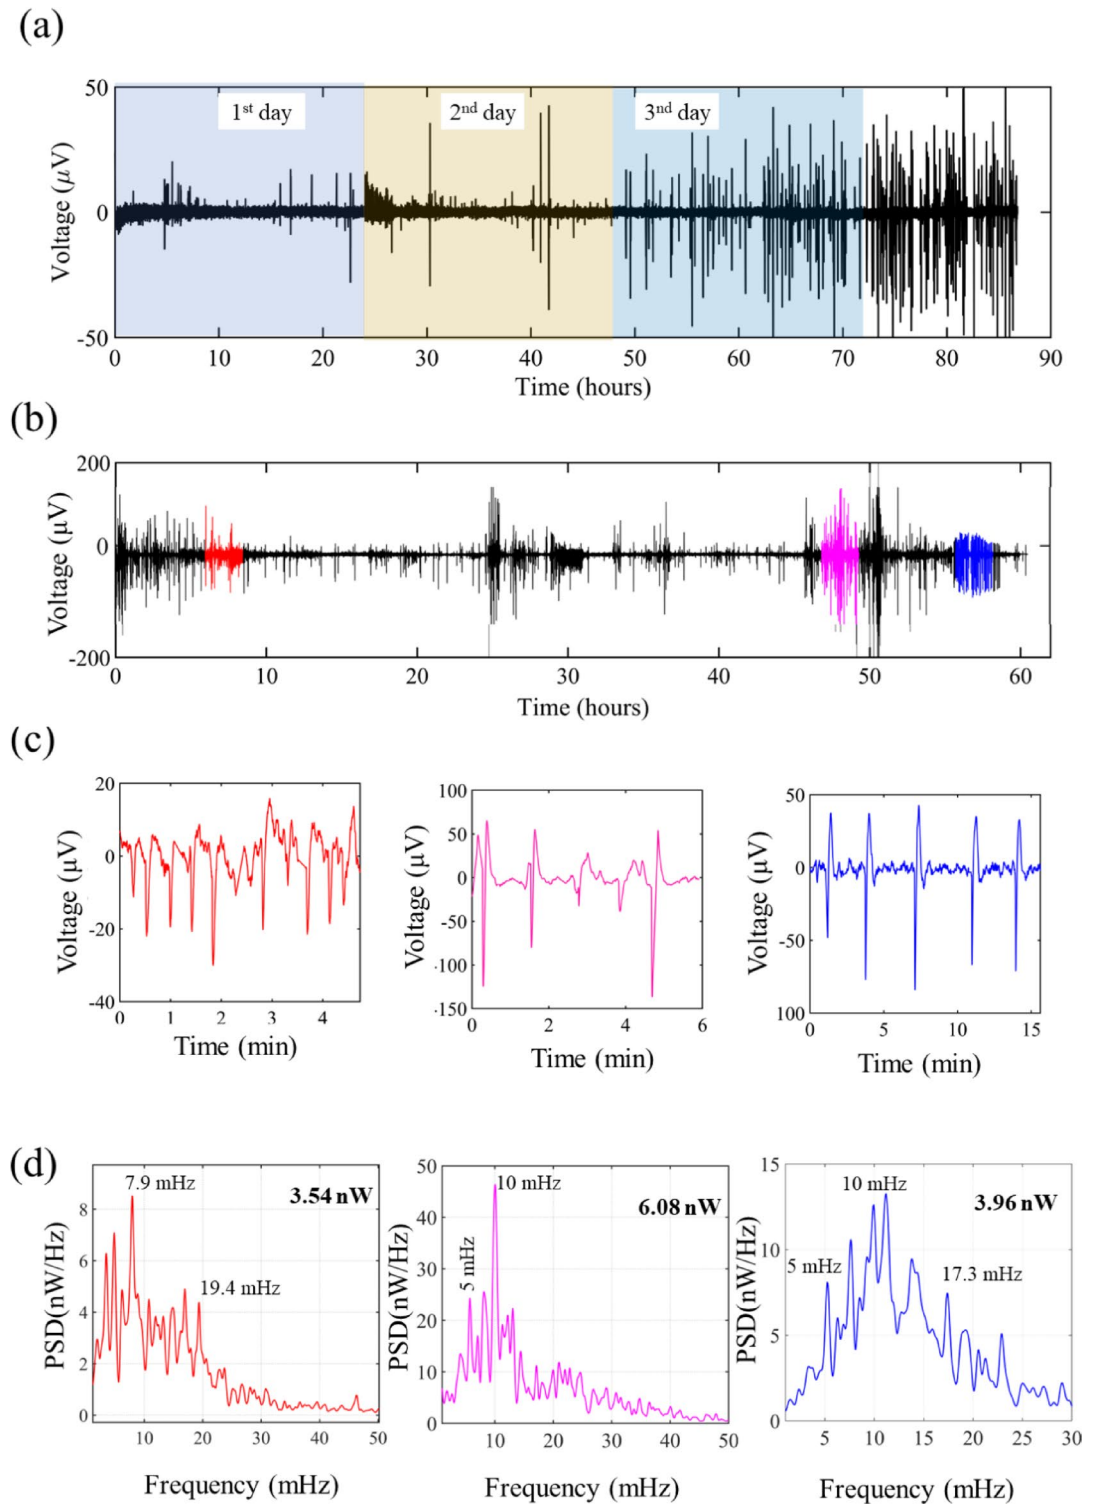 (a)
50
1st day
2nd day
3nd day
Voltage (μV)
0
-50
0 10 20 30 40 50 60 70 80 90
Time (hours)
(b)
200
Voltage (μV)
0
-200
0 10 20 30 40 50 60
Time (hours)
(c)
20
0
-20
-40
Voltage (μV)
0 1 2 3 4
Time (min)
100
50
0
-50
·100
-150
Voltage (μV)
0 2 4 6
Time (min)
50
0
-50
100
Voltage (μV)
0 5 10 15
Time (min)
(d)
7.9 mHz
3.54 nW
19.4 mHz
PSD(nW/Hz)
8
6
4
2
0
10 20 30 40 50
Frequency (mHz)
50
40
30
20
10
0
10 mHz
6.08 nW
5 mHz
PSD(nW/Hz)
10 20 30 40 50
Frequency (mHz)
15
10
5
0
10 mHz
3.96 nW
5 mHz
17.3 mHz
PSD(nW/Hz)
5 10 15 20 25 30
Frequency (mHz)